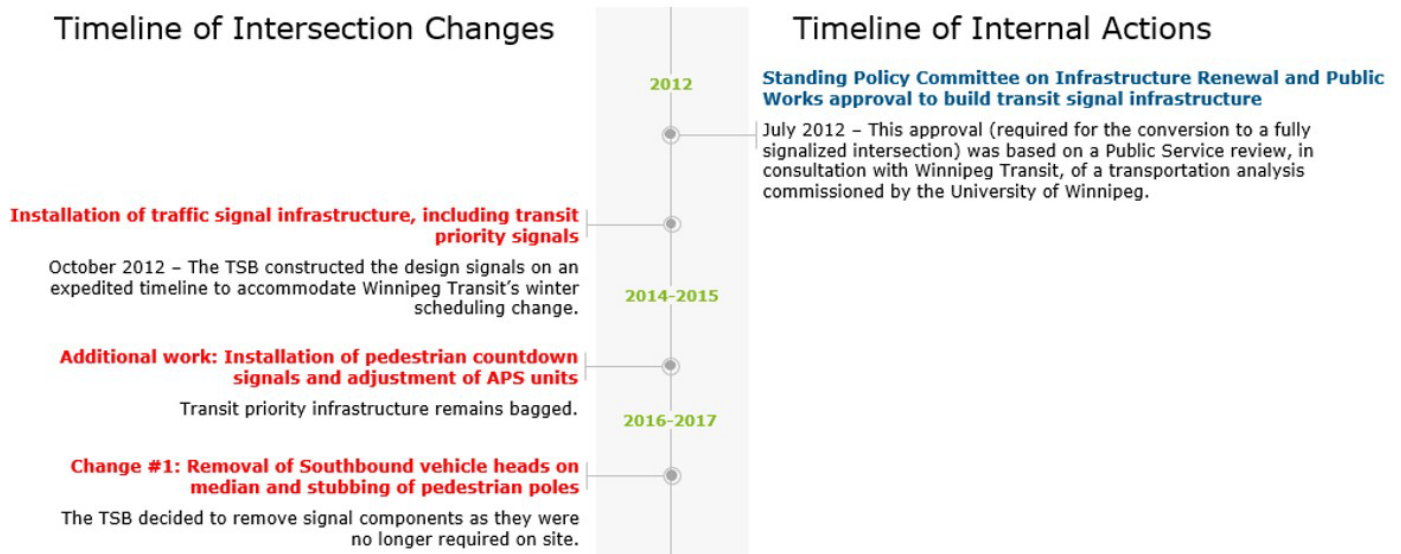 Timeline of Intersection Changes
Timeline of Internal Actions
2012
Standing Policy Committee on Infrastructure Renewal and Public
Works approval to build transit signal infrastructure
July 2012 – This approval (required for the conversion to a fully
signalized intersection) was based on a Public Service review, in
consultation with Winnipeg Transit, of a transportation analysis
commissioned by the University of Winnipeg.
Installation of traffic signal infrastructure, including transit
priority signals
October 2012 – The TSB constructed the design signals on an
expedited timeline to accommodate Winnipeg Transit’s winter
scheduling change.
2014-2015
Additional work: Installation of pedestrian countdown
signals and adjustment of APS units
Transit priority infrastructure remains bagged.
2016-2017
Change #1: Removal of Southbound vehicle heads on
median and stubbing of pedestrian poles
The TSB decided to remove signal components as they were
no longer required on site.